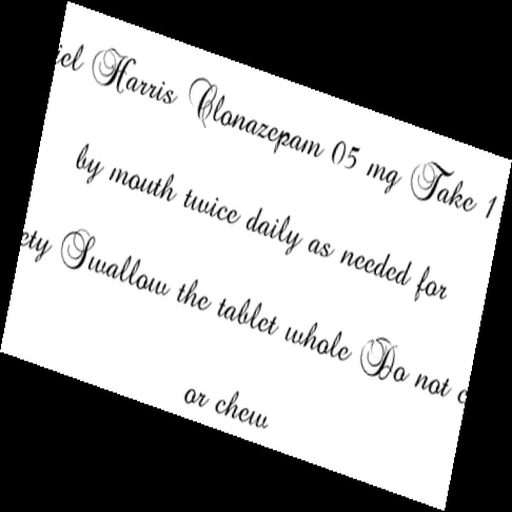 Harris Clonazepam 05 mg Take 1
by mouth twice daily as needed for
Swallow the tablet whole Do not
or chew